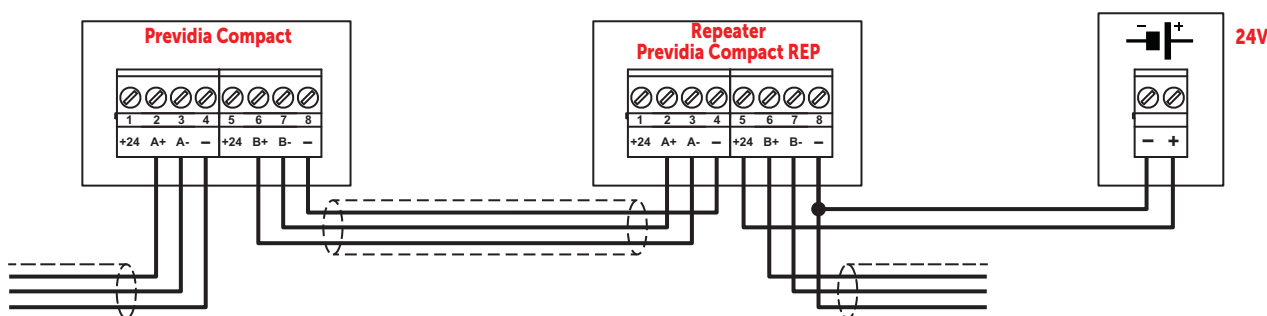 Previdia Compact
1 2 3 4 5 6 7 8
+24 A+ A- – +24 B+ B- –
Repeater
Previdia Compact REP
1 2 3 4 5 6 7 8
+24 A+ A- – +24 B+ B- –
- +
24V
– +